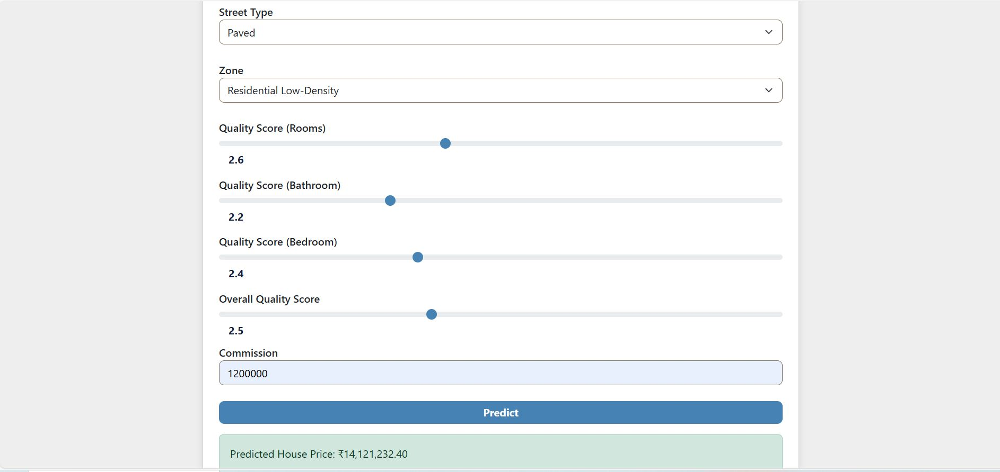 Street Type
Paved
Zone
Residential Low-Density
Quality Score (Rooms)
2.6
Quality Score (Bathroom)
2.2
Quality Score (Bedroom)
2.4
Overall Quality Score
2.5
Commission
1200000
Predict
Predicted House Price: ₹14,121,232.40